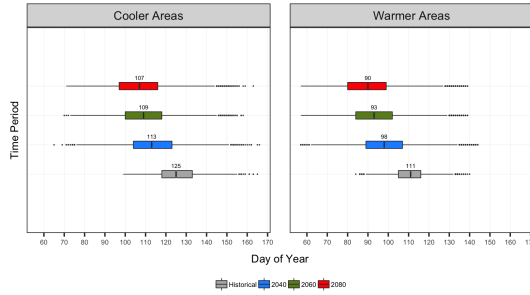 Cooler Areas
Warmer Areas
107
109
113
125
90
93
98
111
Time Period
60 70 80 90 100 110 120 130 140 150 160 170
60 70 80 90 100 110 120 130 140 150 160 170
Day of Year
Historical 2040 2060 2080